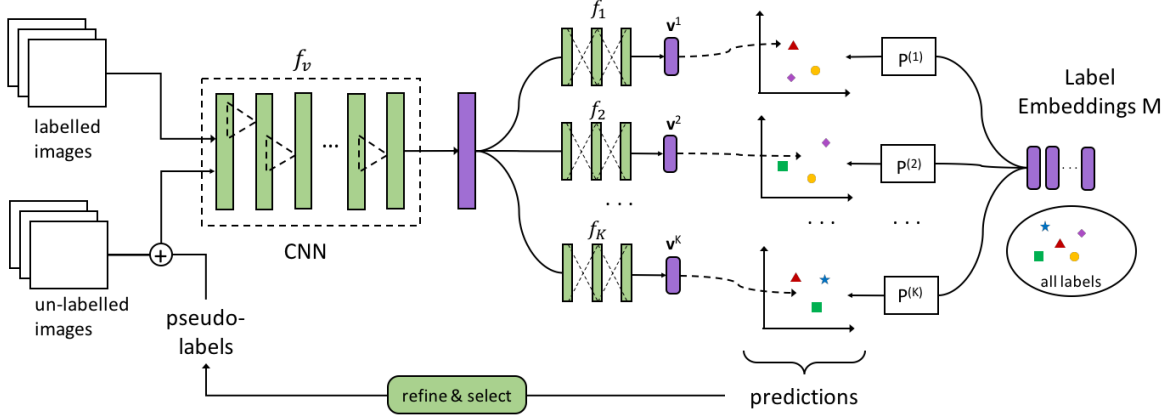 labelled
images
un-labelled
images
pseudo-
labels
f_v
...
CNN
f_1
v^1
f_2
v^2
. . .
f_K
v^K
. . .
. . .
P^(1)
P^(2)
P^(K)
Label
Embeddings M
...
all labels
refine & select
predictions